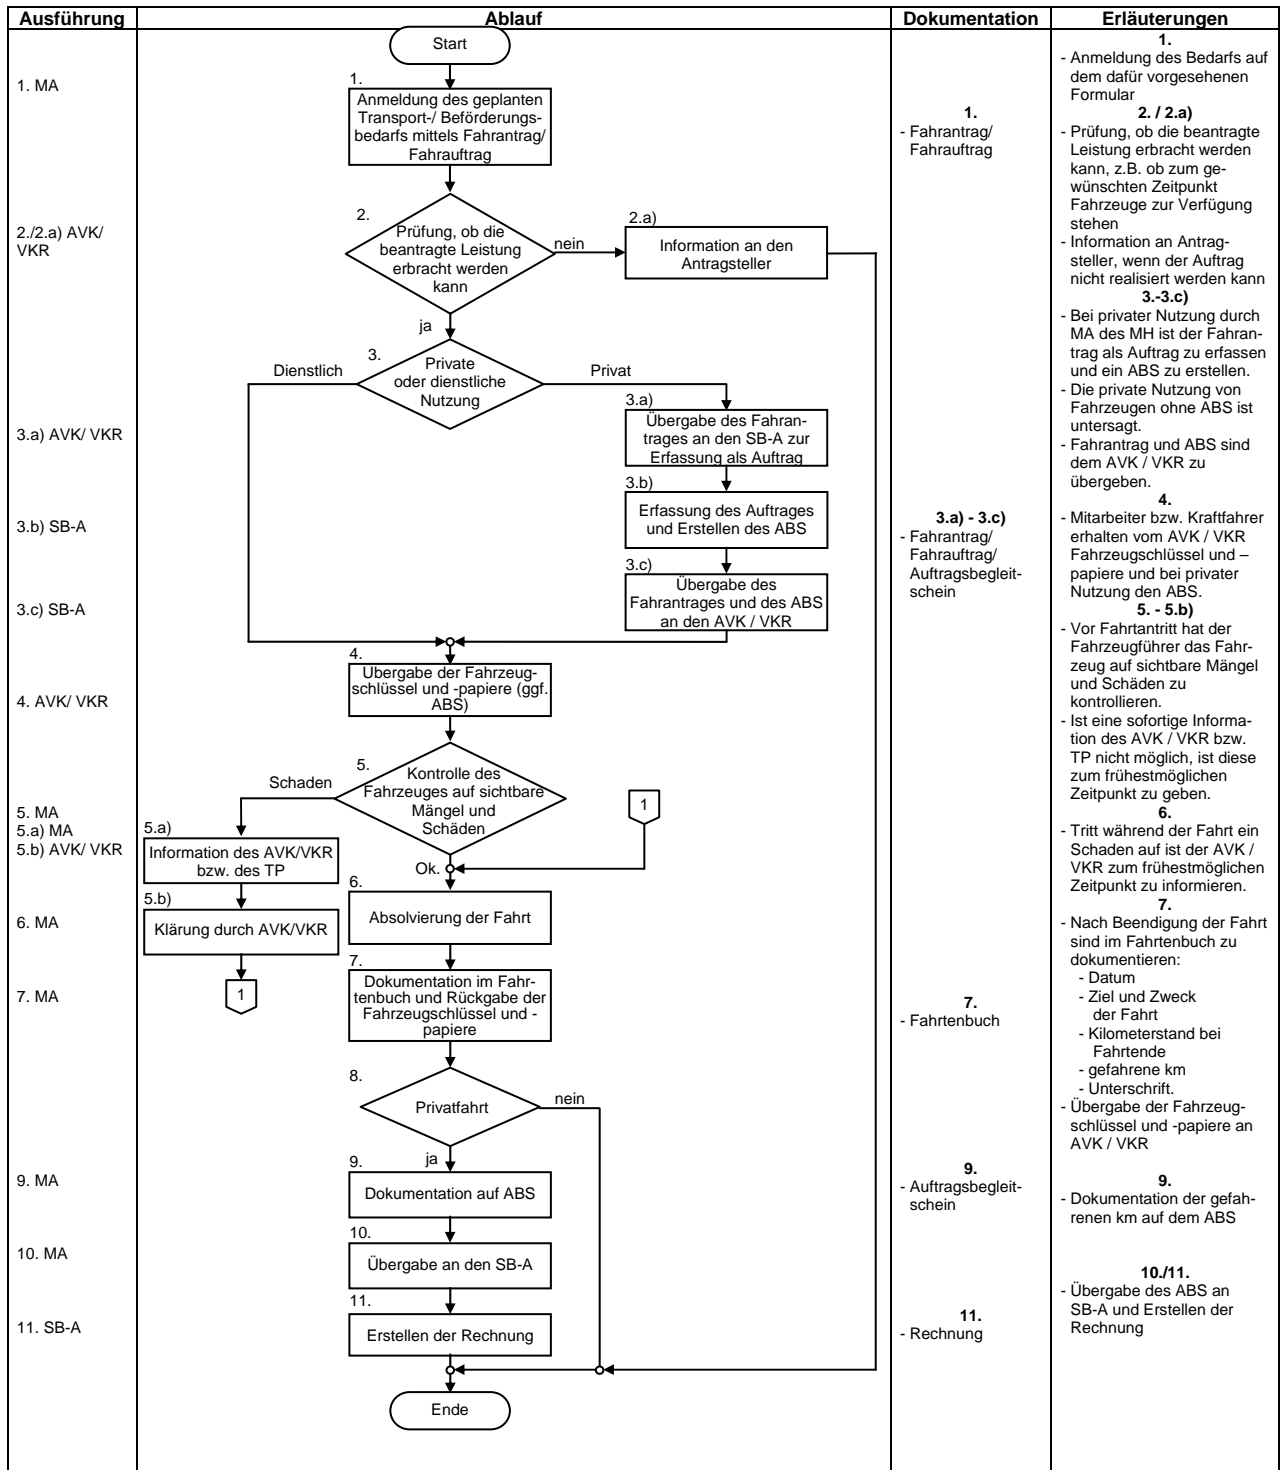 Ausführung
Ablauf
Dokumentation
Erläuterungen
1. MA
2./2.a) AVK/
VKR
3.a) AVK/ VKR
3.b) SB-A
3.c) SB-A
4. AVK/ VKR
5. MA
5.a) MA
5.b) AVK/ VKR
6. MA
7. MA
9. MA
10. MA
11. SB-A
Start
1.
Anmeldung des geplanten
Transport-/ Beförderungs-
bedarfs mittels Fahrantrag/
Fahrauftrag
2.
Prüfung, ob die
beantragte Leistung
erbracht werden
kann
nein
2.a)
Information an den
Antragsteller
ja
3.
Private
oder dienstliche
Nutzung
Dienstlich
Privat
3.a)
Übergabe des Fahran-
trages an den SB-A zur
Erfassung als Auftrag
3.b)
Erfassung des Auftrages
und Erstellen des ABS
3.c)
Übergabe des
Fahrantrages und des ABS
an den AVK / VKR
4.
Übergabe der Fahrzeug-
schlüssel und -papiere (ggf.
ABS)
5.
Kontrolle des
Fahrzeuges auf sichtbare
Mängel und
Schäden
Schaden
1
5.a)
Information des AVK/VKR
bzw. des TP
Ok.
5.b)
Klärung durch AVK/VKR
1
6.
Absolvierung der Fahrt
7.
Dokumentation im Fahr-
tenbuch und Rückgabe der
Fahrzeugschlüssel und -
papiere
8.
Privatfahrt
nein
ja
9.
Dokumentation auf ABS
10.
Übergabe an den SB-A
11.
Erstellen der Rechnung
Ende
1.
- Fahrantrag/
Fahrauftrag
3.a) - 3.c)
- Fahrantrag/
Fahrauftrag/
Auftragsbegleit-
schein
7.
- Fahrtenbuch
9.
- Auftragsbegleit-
schein
11.
- Rechnung
1.
- Anmeldung des Bedarfs auf
dem dafür vorgesehenen
Formular
2. / 2.a)
- Prüfung, ob die beantragte
Leistung erbracht werden
kann, z.B. ob zum ge-
wünschten Zeitpunkt
Fahrzeuge zur Verfügung
stehen
- Information an Antrag-
steller, wenn der Auftrag
nicht realisiert werden kann
3.-3.c)
- Bei privater Nutzung durch
MA des MH ist der Fahran-
trag als Auftrag zu erfassen
und ein ABS zu erstellen.
- Die private Nutzung von
Fahrzeugen ohne ABS ist
untersagt.
- Fahrantrag und ABS sind
dem AVK / VKR zu
übergeben.
4.
- Mitarbeiter bzw. Kraftfahrer
erhalten vom AVK / VKR
Fahrzeugschlüssel und –
papiere und bei privater
Nutzung den ABS.
5. - 5.b)
- Vor Fahrtantritt hat der
Fahrzeugführer das Fahr-
zeug auf sichtbare Mängel
und Schäden zu
kontrollieren.
- Ist eine sofortige Informa-
tion des AVK / VKR bzw.
TP nicht möglich, ist diese
zum frühestmöglichen
Zeitpunkt zu geben.
6.
- Tritt während der Fahrt ein
Schaden auf ist der AVK /
VKR zum frühestmöglichen
Zeitpunkt zu informieren.
7.
- Nach Beendigung der Fahrt
sind im Fahrtenbuch zu
dokumentieren:
- Datum
- Ziel und Zweck
der Fahrt
- Kilometerstand bei
Fahrtende
- gefahrene km
- Unterschrift.
- Übergabe der Fahrzeug-
schlüssel und -papiere an
AVK / VKR
9.
- Dokumentation der gefah-
renen km auf dem ABS
10./11.
- Übergabe des ABS an
SB-A und Erstellen der
Rechnung